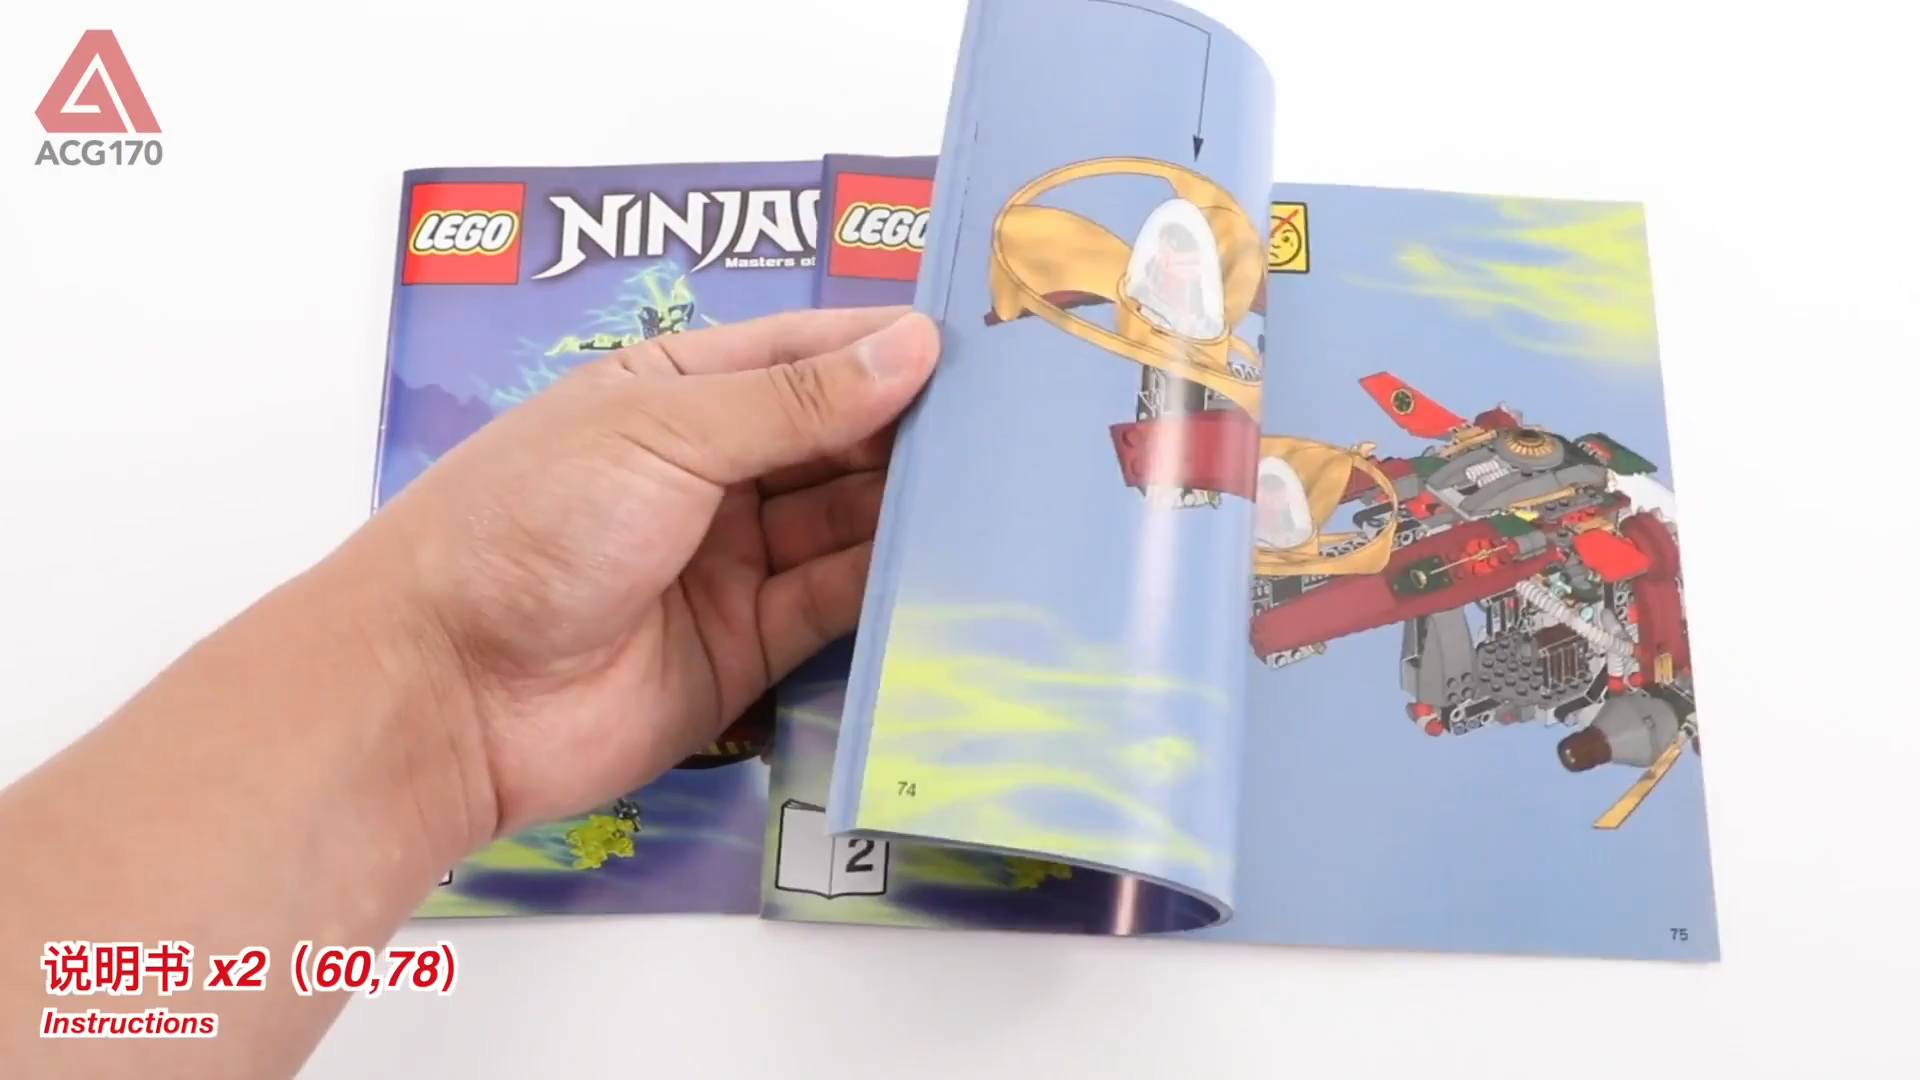 ACG170
LEGO
NINJAG
Masters of
LEGO
74
2
75
说明书 x2（60,78）
Instructions